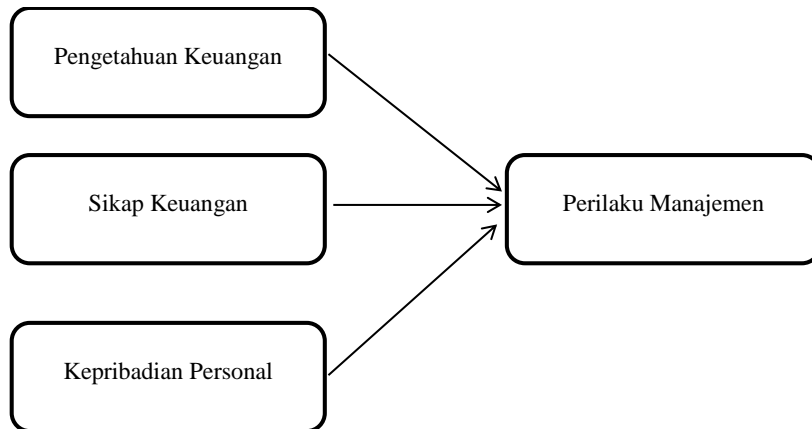 Pengetahuan Keuangan
Sikap Keuangan
Perilaku Manajemen
Kepribadian Personal